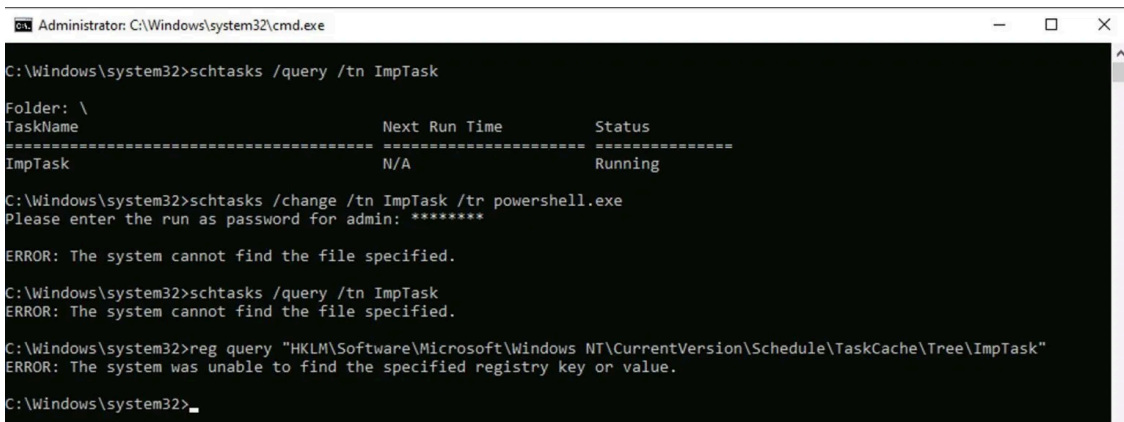 Administrator: C:\Windows\system32\cmd.exe
C:\Windows\system32>schtasks /query /tn ImpTask
Folder: \
TaskName                                 Next Run Time          Status
======================================== ====================== ===============
ImpTask                                  N/A                    Running
C:\Windows\system32>schtasks /change /tn ImpTask /tr powershell.exe
Please enter the run as password for admin: ********
ERROR: The system cannot find the file specified.
C:\Windows\system32>schtasks /query /tn ImpTask
ERROR: The system cannot find the file specified.
C:\Windows\system32>reg query "HKLM\Software\Microsoft\Windows NT\CurrentVersion\Schedule\TaskCache\Tree\ImpTask"
ERROR: The system was unable to find the specified registry key or value.
C:\Windows\system32>